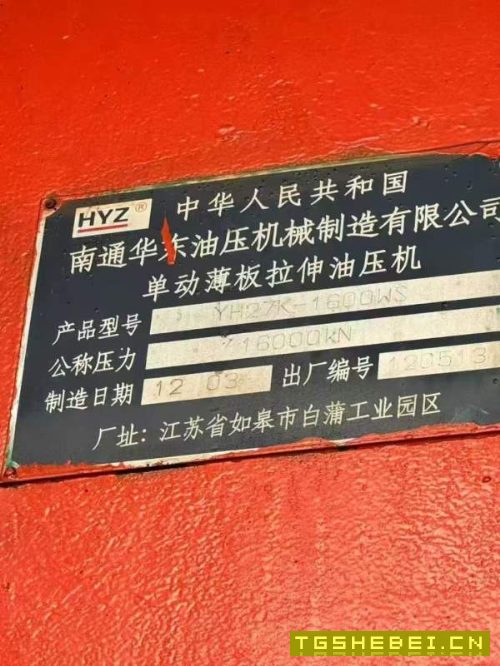 HYZ® 中华人民共和国
南通华东油压机械制造有限公司
单动薄板拉伸油压机
产品型号 YH27K-1600WS
公称压力 16000KN
制造日期 12 03 出厂编号 120513
厂址：江苏省如皋市白蒲工业园区
TGSHEBEI.CN